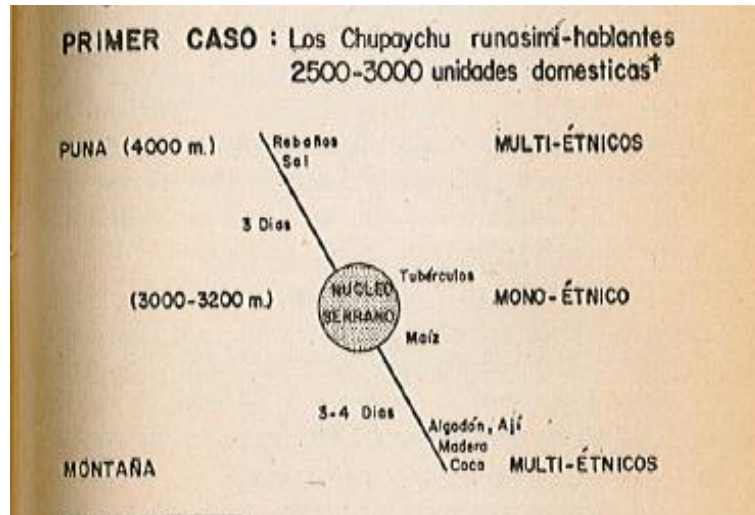 PRIMER CASO : Los Chupaychu runasimi-hablantes
2500-3000 unidades domesticas†
PUNA (4000 m.)
Rebaños
Sal
MULTI-ÉTNICOS
3 Dias
(3000-3200 m.)
NUCLEO
SERRANO
Tubérculos
MONO-ÉTNICO
Maíz
3-4 Dias
Algodón, Ají
Madera
Coca
MONTAÑA
MULTI-ÉTNICOS